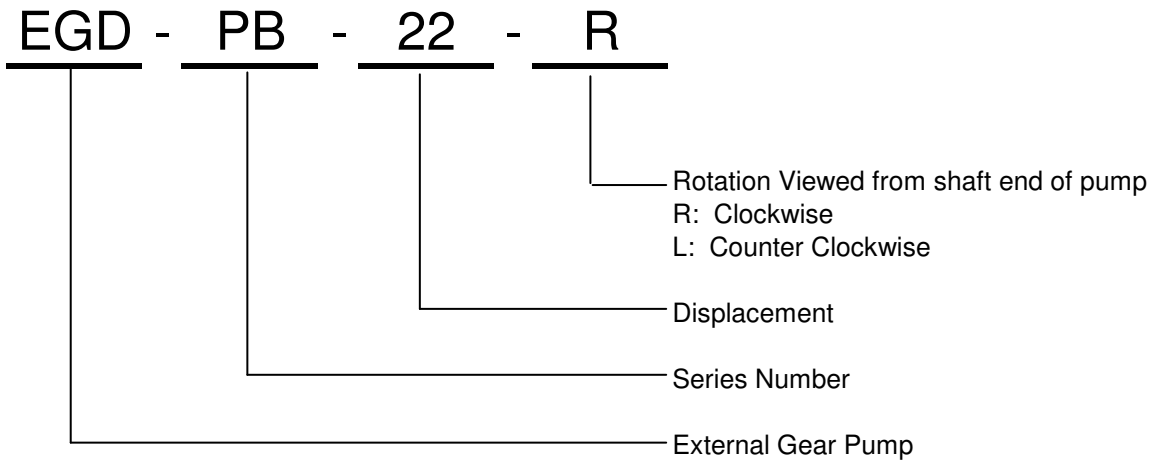 EGD - PB - 22 - R
Rotation Viewed from shaft end of pump
R: Clockwise
L: Counter Clockwise
Displacement
Series Number
External Gear Pump